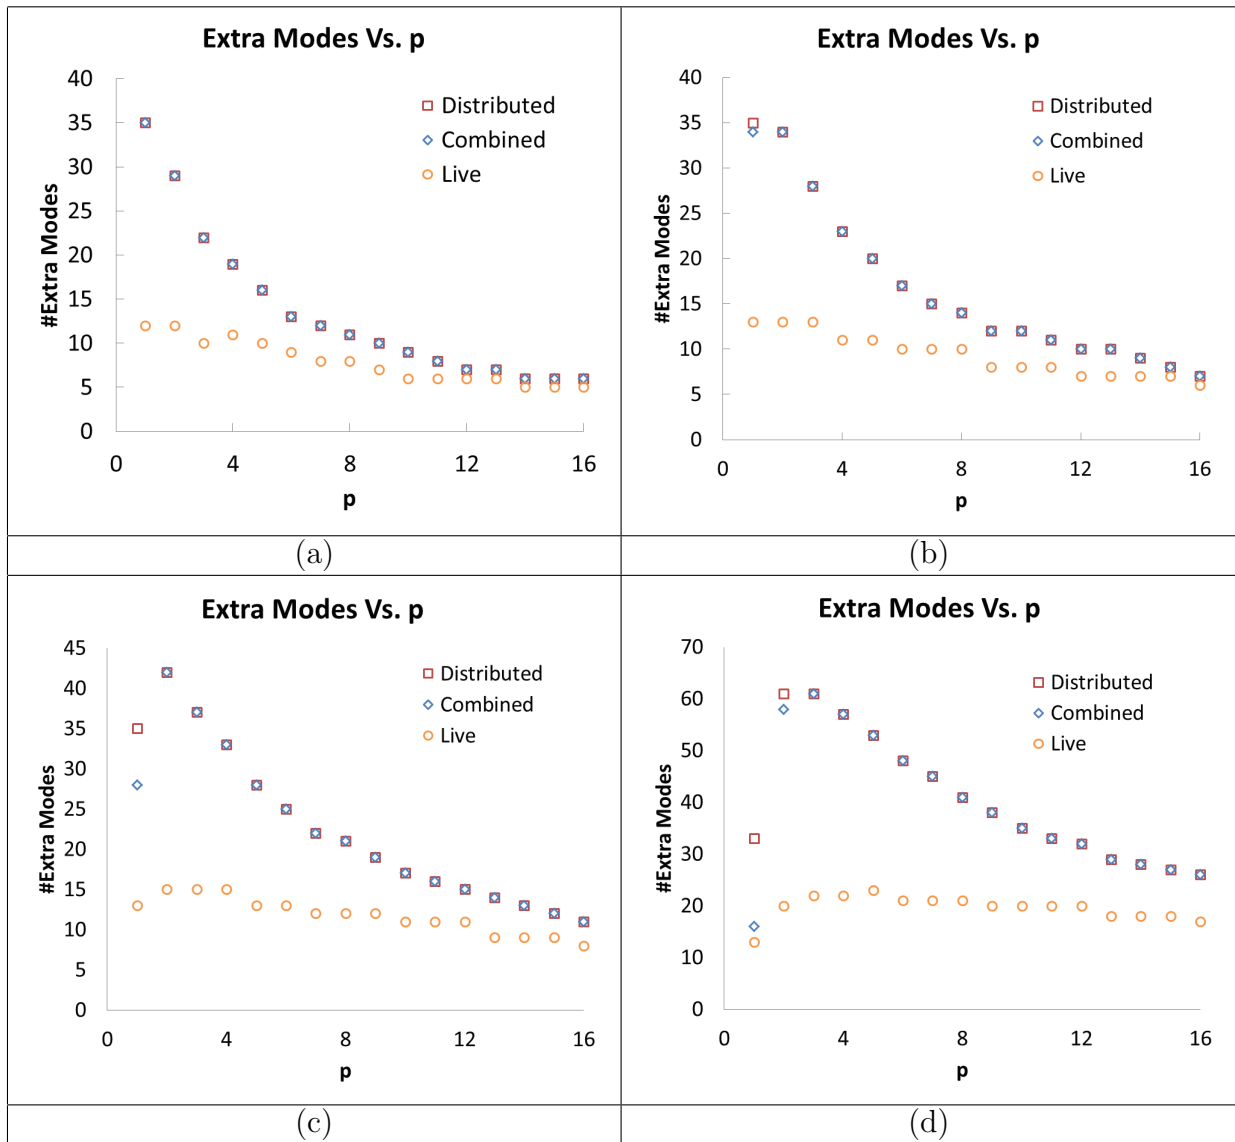 Extra Modes Vs. p
40
35
30
25
20
15
10
5
0
#Extra Modes
Distributed
Combined
Live
0 4 8 12 16
p
(a)
Extra Modes Vs. p
40
35
30
25
20
15
10
5
0
#Extra Modes
Distributed
Combined
Live
0 4 8 12 16
p
(b)
Extra Modes Vs. p
45
40
35
30
25
20
15
10
5
0
#Extra Modes
Distributed
Combined
Live
0 4 8 12 16
p
(c)
Extra Modes Vs. p
70
60
50
40
30
20
10
0
#Extra Modes
Distributed
Combined
Live
0 4 8 12 16
p
(d)